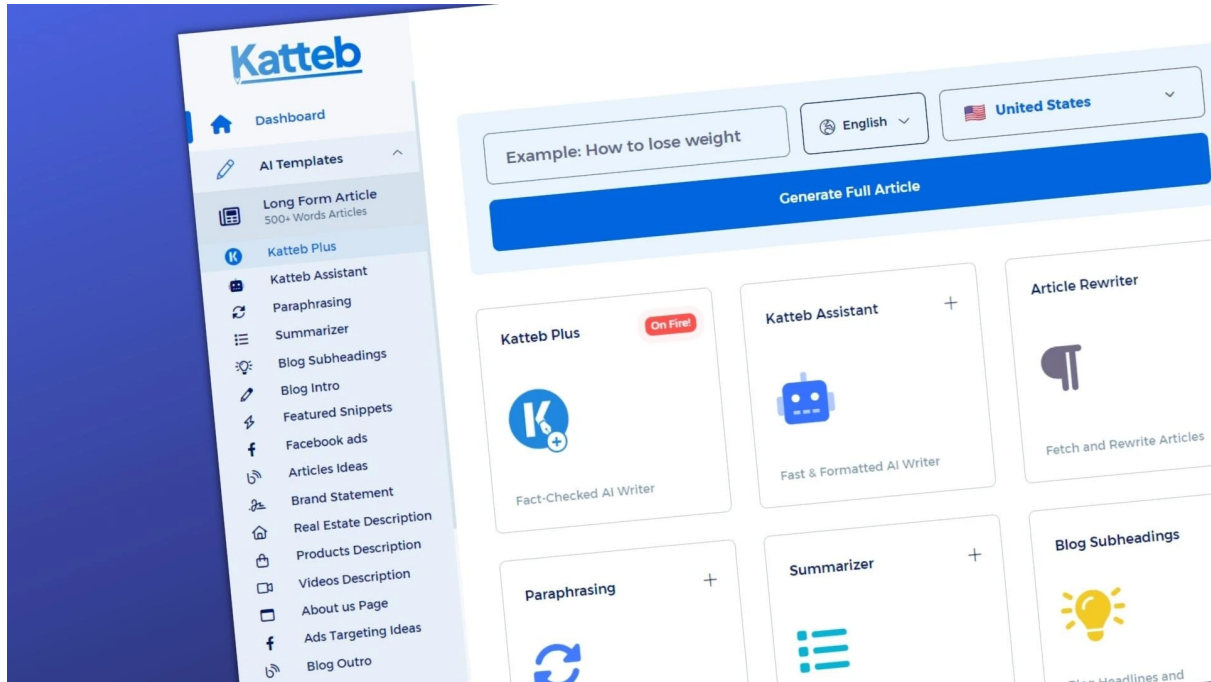 Katteb
Dashboard
AI Templates
Long Form Article
500+ Words Articles
Katteb Plus
Katteb Assistant
Paraphrasing
Summarizer
Blog Subheadings
Blog Intro
Featured Snippets
Facebook ads
Articles Ideas
Brand Statement
Real Estate Description
Products Description
Videos Description
About us Page
Ads Targeting Ideas
Blog Outro
Example: How to lose weight
English
United States
Generate Full Article
Katteb Plus
On Fire!
Fact-Checked AI Writer
Katteb Assistant
Fast & Formatted AI Writer
Article Rewriter
Fetch and Rewrite Articles
Paraphrasing
Summarizer
Blog Subheadings
Blog Headlines and